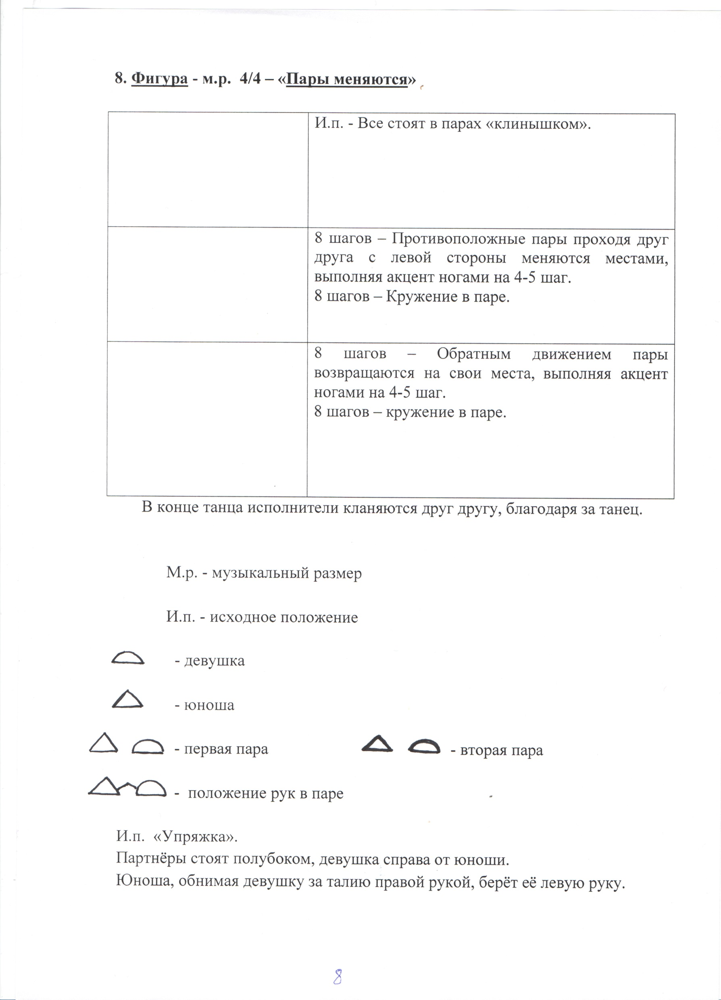 8. Фигура - м.р. 4/4 – «Пары меняются»
И.п. - Все стоят в парах «клинышком».
8 шагов – Противоположные пары проходя друг
друга с левой стороны меняются местами,
выполняя акцент ногами на 4-5 шаг.
8 шагов – Кружение в паре.
8 шагов – Обратным движением пары
возвращаются на свои места, выполняя акцент
ногами на 4-5 шаг.
8 шагов – кружение в паре.
В конце танца исполнители кланяются друг другу, благодаря за танец.
М.р. - музыкальный размер
И.п. - исходное положение
- девушка
- юноша
- первая пара - вторая пара
- положение рук в паре
И.п. «Упряжка».
Партнёры стоят полубоком, девушка справа от юноши.
Юноша, обнимая девушку за талию правой рукой, берёт её левую руку.
8